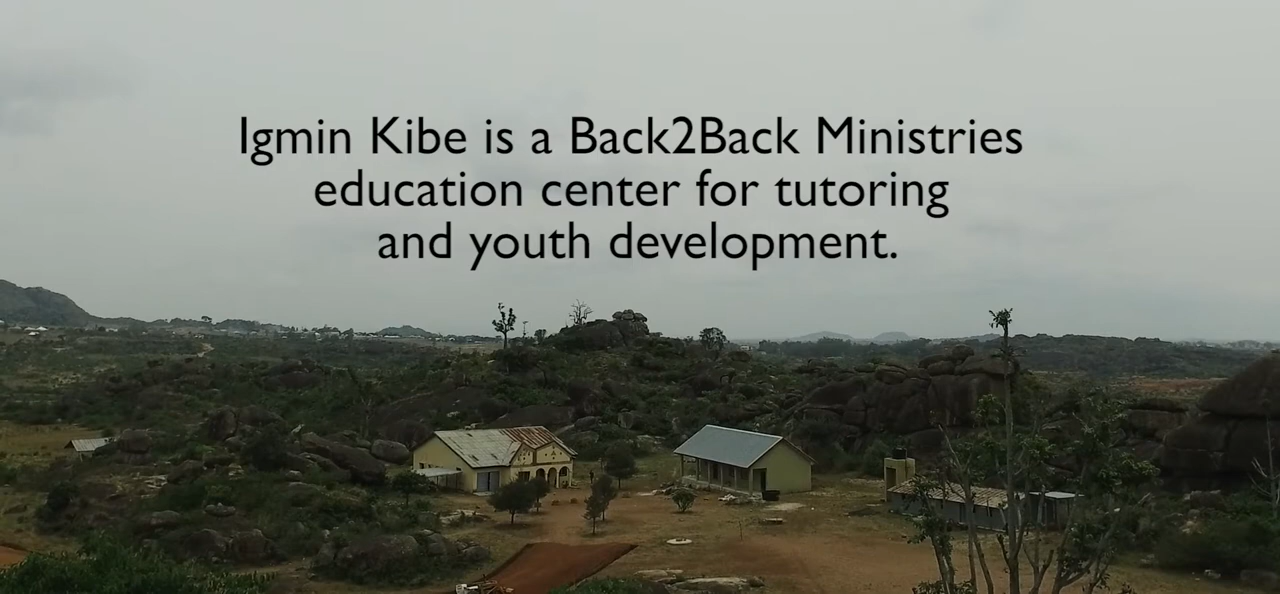 Igmin Kibe is a Back2Back Ministries
education center for tutoring
and youth development.